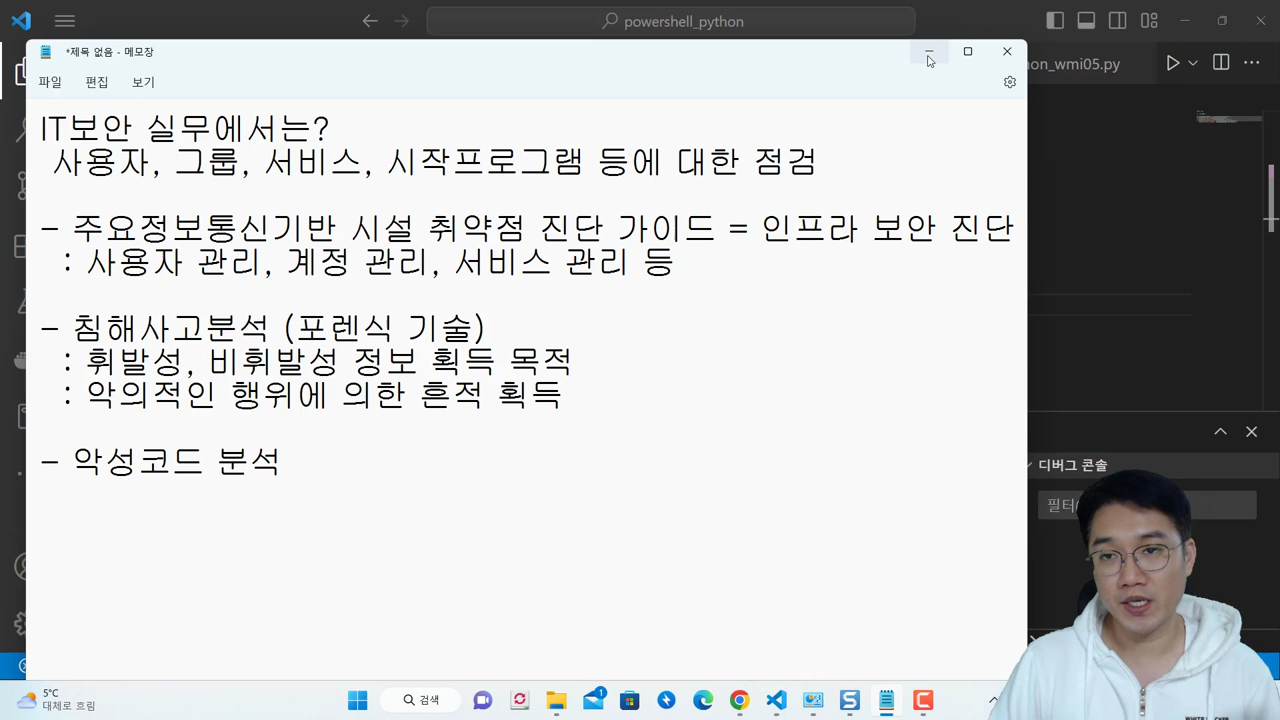 powershell_python
*제목 없음 - 메모장
파일 편집 보기
on_wmi05.py
IT보안 실무에서는?
사용자, 그룹, 서비스, 시작프로그램 등에 대한 점검
- 주요정보통신기반 시설 취약점 진단 가이드 = 인프라 보안 진단
: 사용자 관리, 계정 관리, 서비스 관리 등
- 침해사고분석 (포렌식 기술)
: 휘발성, 비휘발성 정보 획득 목적
: 악의적인 행위에 의한 흔적 획득
- 악성코드 분석
디버그 콘솔
필터(
5°C
대체로 흐림
검색
1